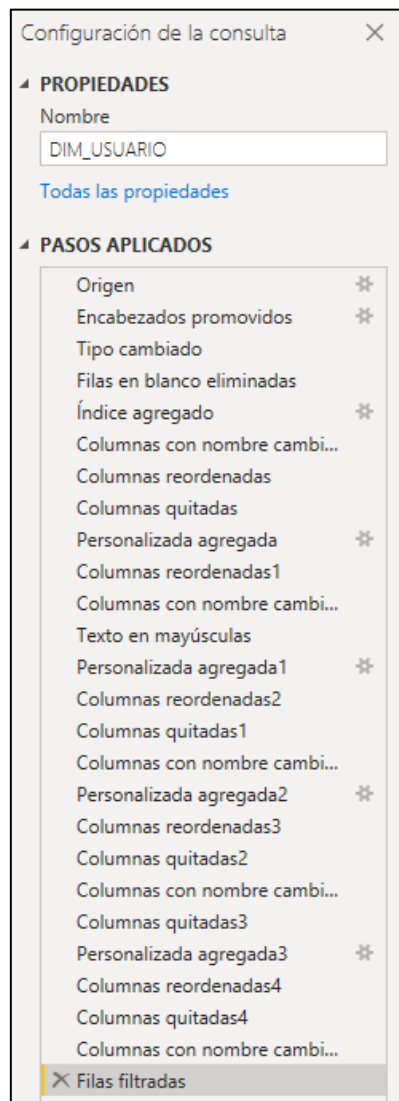 Configuración de la consulta
PROPIEDADES
Nombre
DIM_USUARIO
Todas las propiedades
PASOS APLICADOS
Origen
Encabezados promovidos
Tipo cambiado
Filas en blanco eliminadas
Índice agregado
Columnas con nombre cambi...
Columnas reordenadas
Columnas quitadas
Personalizada agregada
Columnas reordenadas1
Columnas con nombre cambi...
Texto en mayúsculas
Personalizada agregada1
Columnas reordenadas2
Columnas quitadas1
Columnas con nombre cambi...
Personalizada agregada2
Columnas reordenadas3
Columnas quitadas2
Columnas con nombre cambi...
Columnas quitadas3
Personalizada agregada3
Columnas reordenadas4
Columnas quitadas4
Columnas con nombre cambi...
Filas filtradas